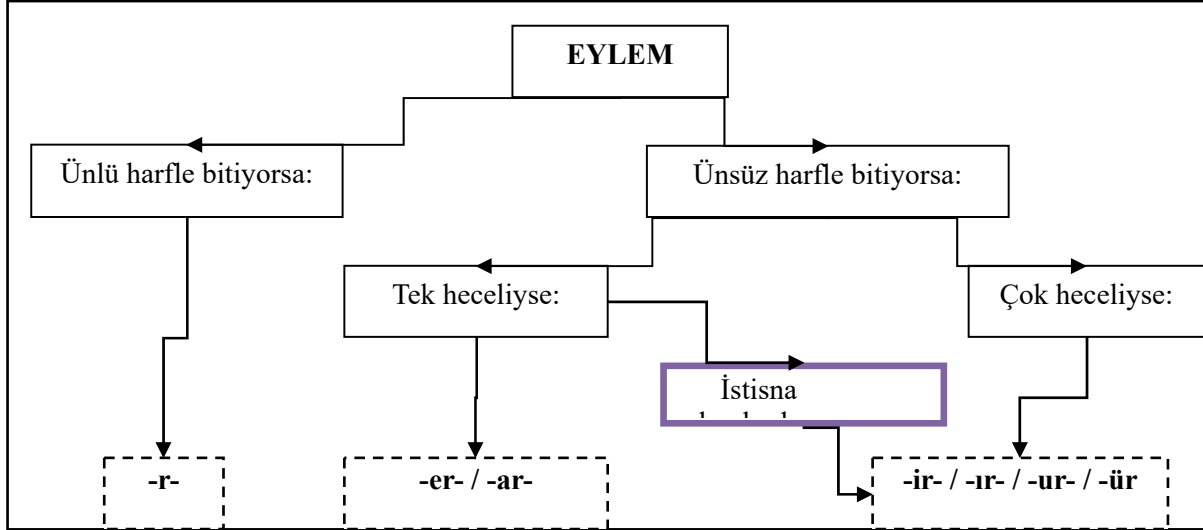 EYLEM
Ünlü harfle bitiyorsa:
Ünsüz harfle bitiyorsa:
Tek heceliyse:
Çok heceliyse:
İstisna
-r-
-er- / -ar-
-ir- / -ır- / -ur- / -ür